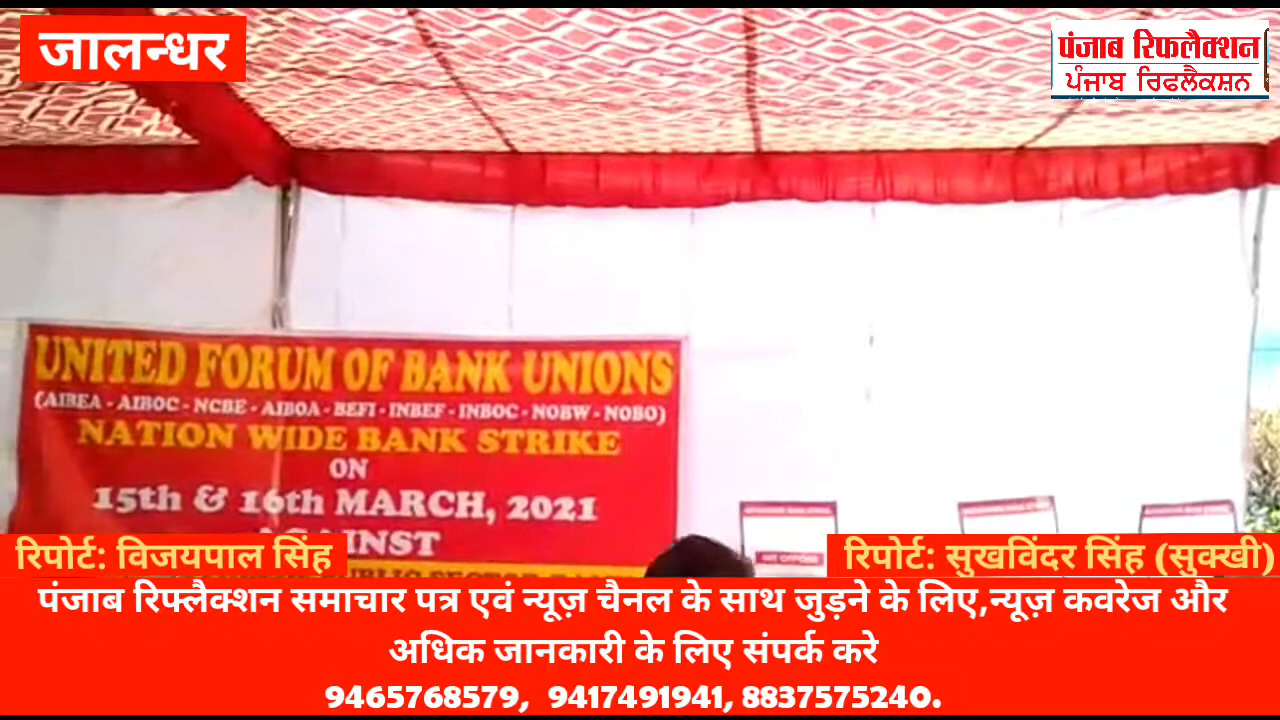 जालन्धर
पंजाब रिफलैक्शन
ਪੰਜਾਬ ਰਿਫਲੈਕਸ਼ਨ
UNITED FORUM OF BANK UNIONS
(AIBEA - AIBOC - NCBE - AIBOA - BEFI - INBEF - INBOC - NOBW - NOBO)
NATION WIDE BANK STRIKE
ON
15th & 16th MARCH, 2021
रिपोर्ट: विजयपाल सिंह
रिपोर्ट: सुखविंदर सिंह (सुक्खी)
पंजाब रिफ्लैक्शन समाचार पत्र एवं न्यूज़ चैनल के साथ जुड़ने के लिए,न्यूज़ कवरेज और
अधिक जानकारी के लिए संपर्क करे
9465768579, 9417491941, 8837575240.